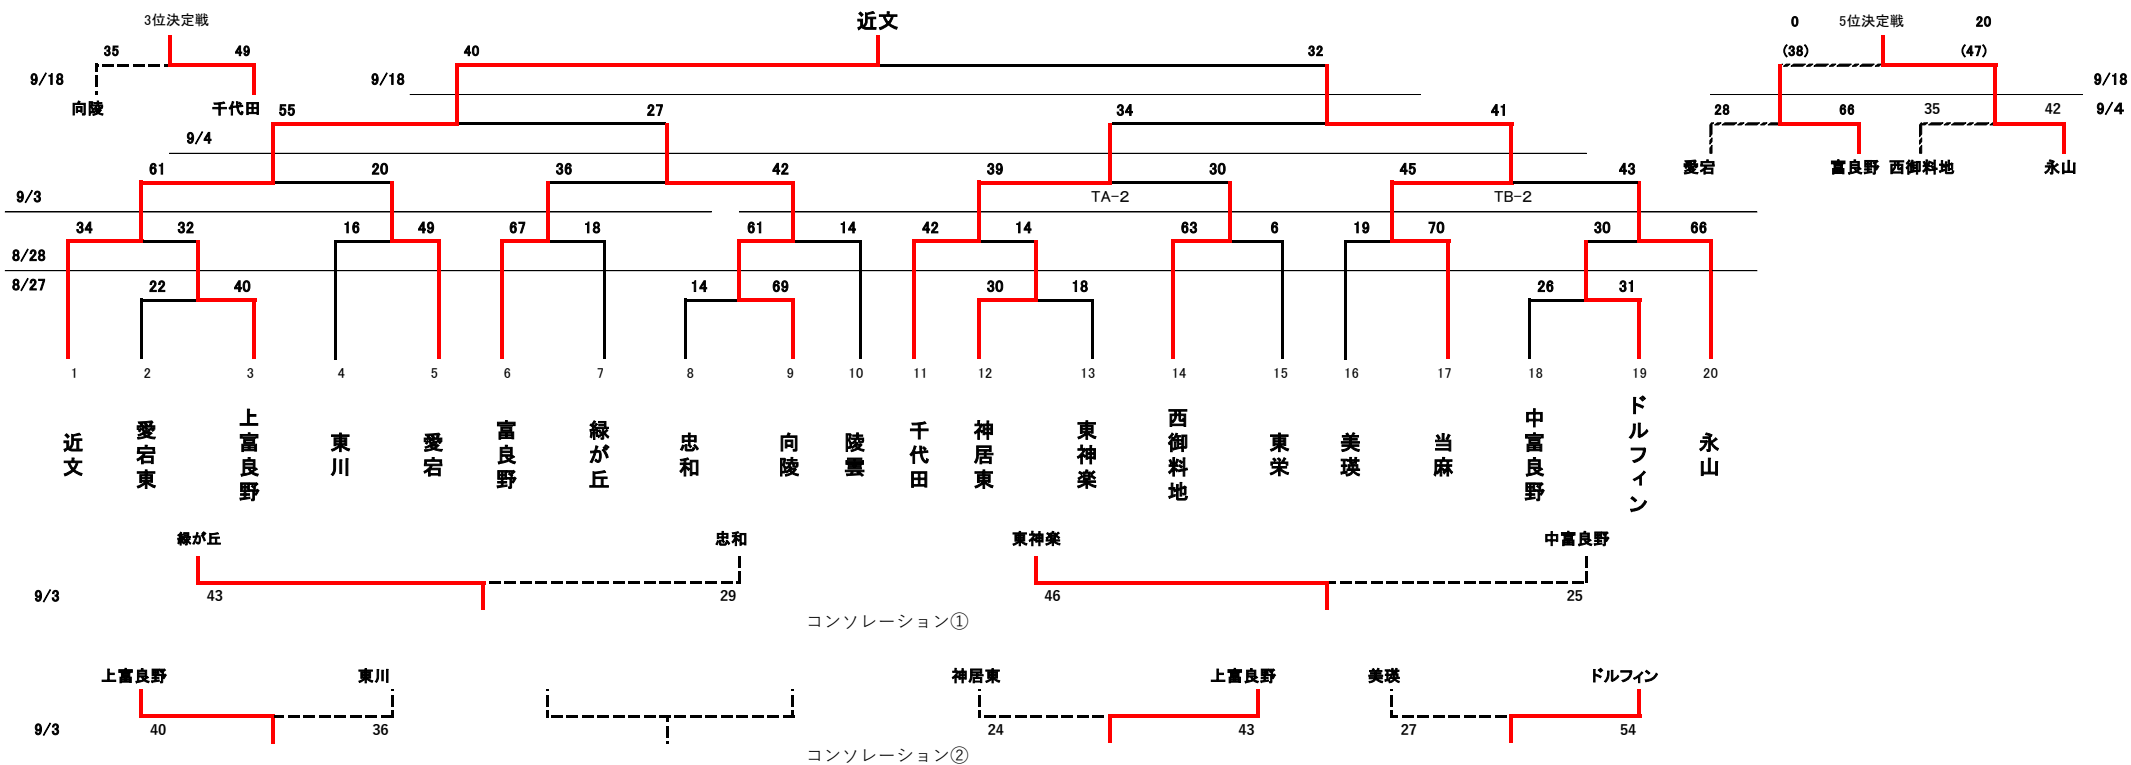 3位決定戦 近文 0 5位決定戦 20
35 49 40 32 (38) (47)
9/18 9/18 9/18
向陵 千代田 55 27 34 41 28 66 35 42 9/4
9/4
61 20 36 42 39 30 45 43 愛宕 富良野 西御料地 永山
9/3 TA-2 TB-2
34 32 16 49 67 18 61 14 42 14 63 6 19 70 30 66
8/28
8/27 22 40 14 69 30 18 26 31
1 2 3 4 5 6 7 8 9 10 11 12 13 14 15 16 17 18 19 20
近文
愛宕東
上富良野
東川
愛宕
富良野
緑が丘
忠和
向陵
陵雲
千代田
神居東
東神楽
西御料地
東栄
美瑛
当麻
中富良野
ドルフィン
永山
緑が丘 忠和 東神楽 中富良野
9/3 43 29 46 25
コンソレーション①
上富良野 東川 神居東 上富良野 美瑛 ドルフィン
9/3 40 36 24 43 27 54
コンソレーション②